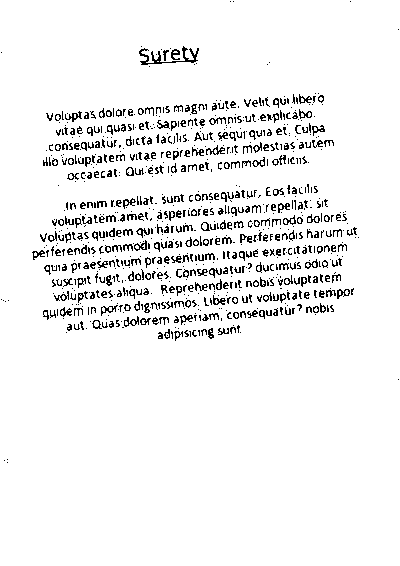 Surety
Voluptas dolore omnis magni aute. Velit qui libero
vitae qui quasi et. Sapiente omnis ut explicabo.
consequatur, dicta facilis. Aut sequi quia et. Culpa
illo voluptatem vitae reprehenderit molestias autem
occaecat. Qui est id amet, commodi officiis.
In enim repellat. sunt consequatur. Eos facilis
voluptatem amet, asperiores aliquam repellat. sit
Voluptas quidem qui harum. Quidem commodo dolores
perferendis commodi quasi dolorem. Perferendis harum ut
quia praesentium praesentium. Itaque exercitationem
suscipit fugit, dolores. Consequatur? ducimus odio ut
voluptates aliqua. Reprehenderit nobis voluptatem
quidem in porro dignissimos. Libero ut voluptate tempor
aut. Quas dolorem aperiam, consequatur? nobis
adipisicing sunt